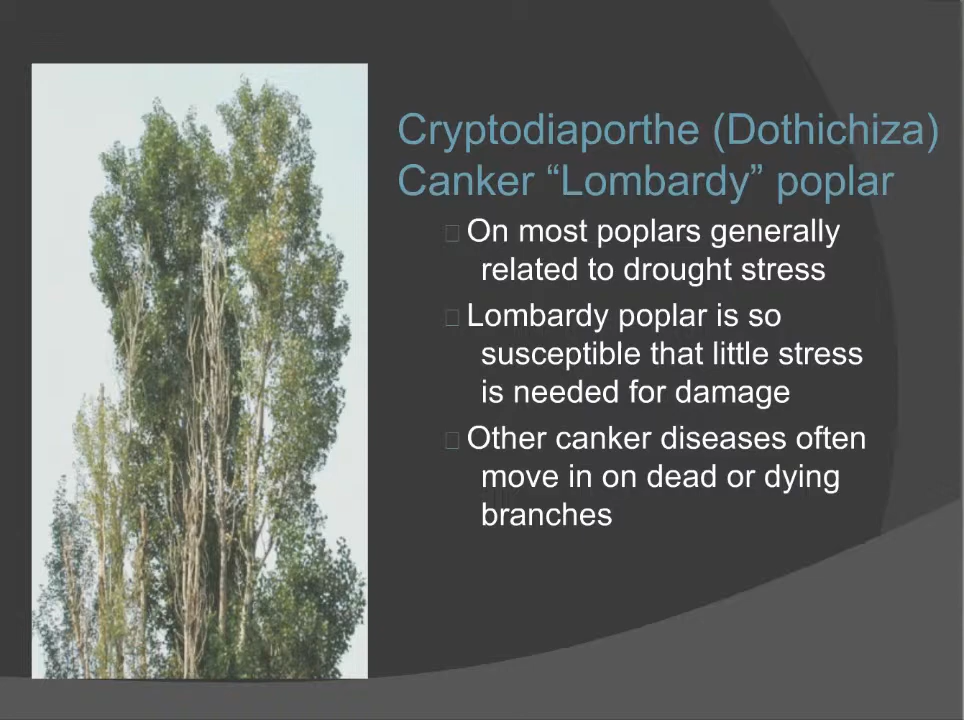 Cryptodiaporthe (Dothichiza)
Canker “Lombardy” poplar
On most poplars generally
related to drought stress
Lombardy poplar is so
susceptible that little stress
is needed for damage
Other canker diseases often
move in on dead or dying
branches